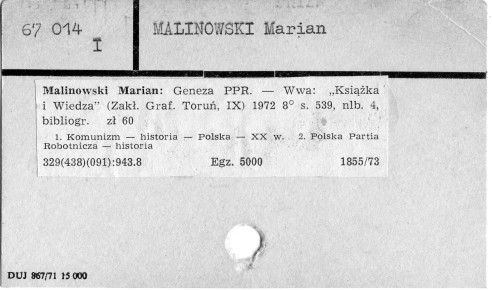 67 014
I
MALINOWSKI Marian
Malinowski Marian: Geneza PPR. — Wwa: „Książka
i Wiedza” (Zakł. Graf. Toruń, IX) 1972 8° s. 539, nlb. 4,
bibliogr. zł 60
1. Komunizm — historia — Polska — XX w. 2. Polska Partia
Robotnicza — historia
329(438)(091):943.8 Egz. 5000 1855/73
DUJ 867/71 15 000